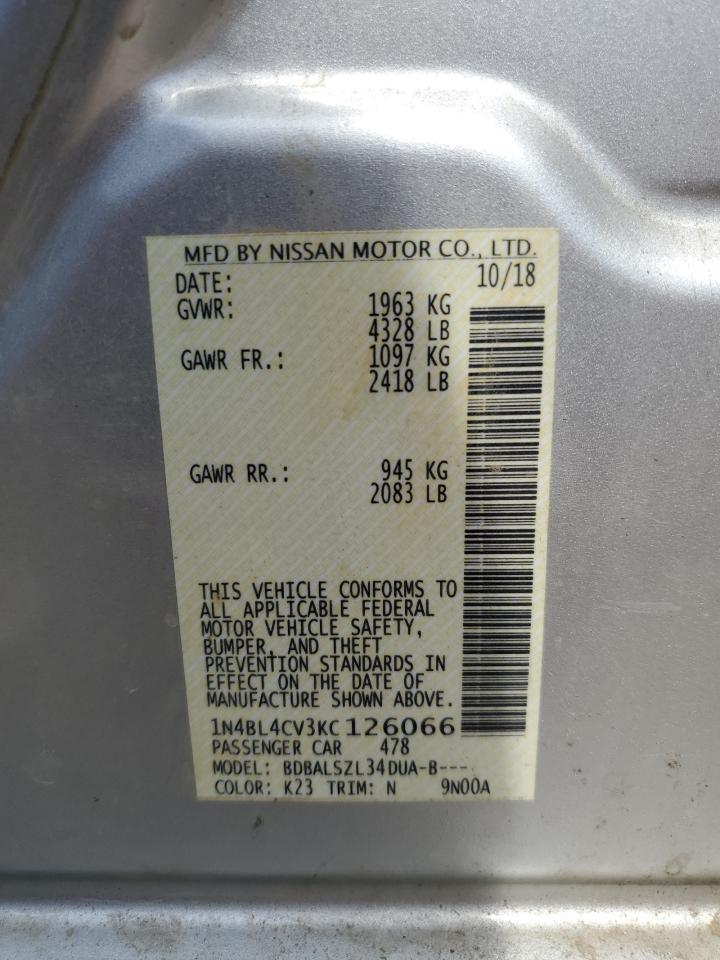 MFD BY NISSAN MOTOR CO., LTD.
DATE: 10/18
GVWR: 1963 KG
4328 LB
GAWR FR.: 1097 KG
2418 LB
GAWR RR.: 945 KG
2083 LB
THIS VEHICLE CONFORMS TO
ALL APPLICABLE FEDERAL
MOTOR VEHICLE SAFETY,
BUMPER, AND THEFT
PREVENTION STANDARDS IN
EFFECT ON THE DATE OF
MANUFACTURE SHOWN ABOVE.
1N4BL4CV3KC126066
PASSENGER CAR 478
MODEL: BDBALSZL34DUA-B----
COLOR: K23 TRIM: N 9N00A